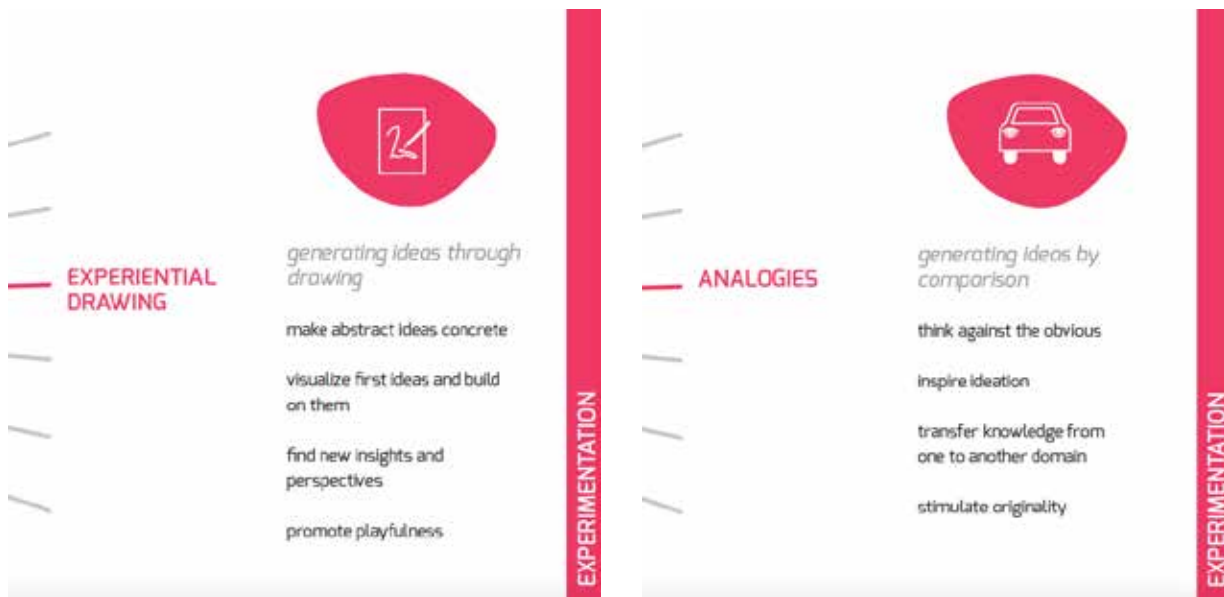 EXPERIENTIAL
DRAWING
generating ideas through
drawing
make abstract ideas concrete
visualize first ideas and build
on them
find new insights and
perspectives
promote playfulness
EXPERIMENTATION
ANALOGIES
generating ideas by
comparison
think against the obvious
inspire ideation
transfer knowledge from
one to another domain
stimulate originality
EXPERIMENTATION